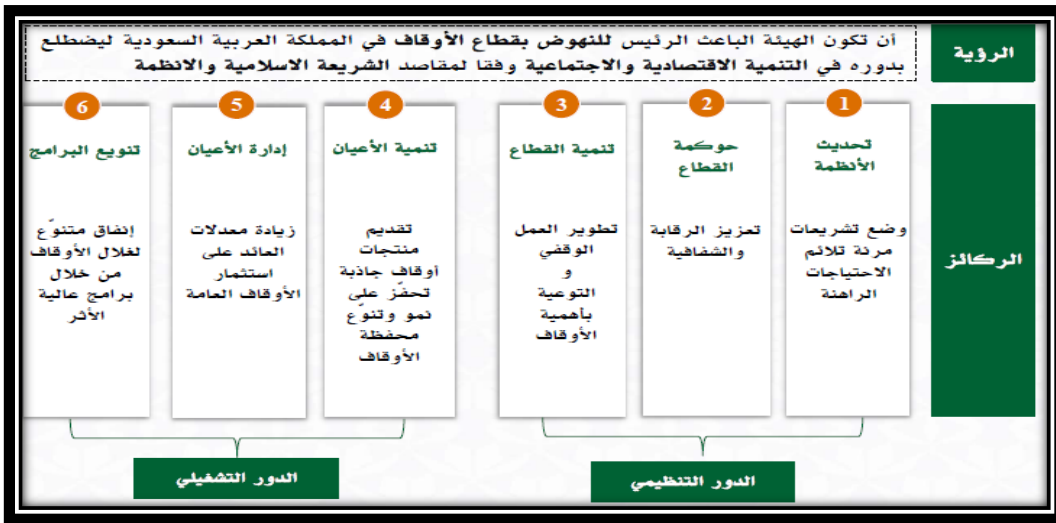 الرؤية
أن تكون الهيئة الباعث الرئيس للنهوض بقطاع الأوقاف في المملكة العربية السعودية ليضطلع
بدوره في التنمية الاقتصادية والاجتماعية وفقا لمقاصد الشريعة الاسلامية والانظمة
الركائز
1
تحديث
الأنظمة
وضع تشريعات
مرنة تلائم
الاحتياجات
الراهنة
2
حوكمة
القطاع
تعزيز الرقابة
والشفافية
3
تنمية القطاع
تطوير العمل
الوقفي
و
التوعية
بأهمية
الأوقاف
4
تنمية الأعيان
تقديم
منتجات
أوقاف جاذبة
تحفّز على
نمو وتنوّع
محفظة
الأوقاف
5
إدارة الأعيان
زيادة معدلات
العائد على
استثمار
الأوقاف العامة
6
تنويع البرامج
إنفاق متنوّع
لغلال الأوقاف
من خلال
برامج عالية
الأثر
الدور التنظيمي
الدور التشغيلي